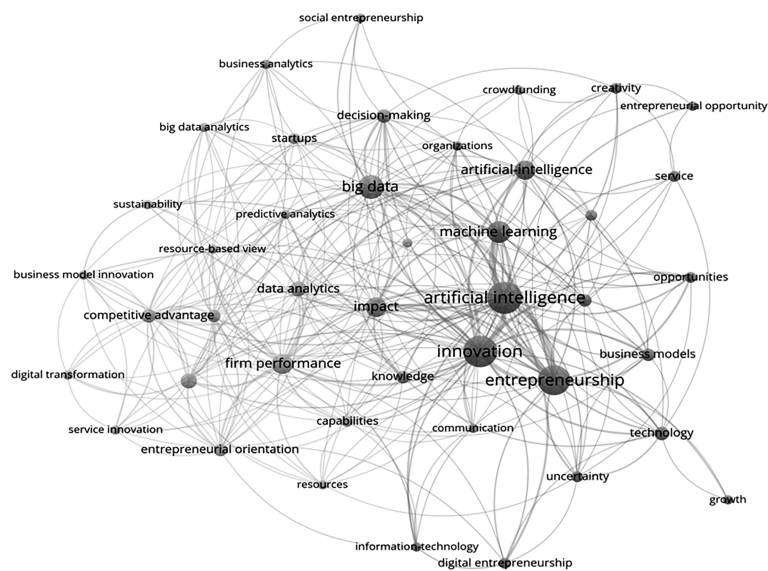 social entrepreneurship
business analytics
crowdfunding
creativity
entrepreneurial opportunity
decision-making
big data analytics
startups
organizations
artificial-intelligence
service
big data
sustainability
predictive analytics
machine learning
resource-based view
business model innovation
opportunities
data analytics
artificial intelligence
impact
competitive advantage
innovation
business models
firm performance
digital transformation
knowledge
entrepreneurship
capabilities
communication
service innovation
technology
entrepreneurial orientation
uncertainty
resources
growth
information-technology
digital entrepreneurship